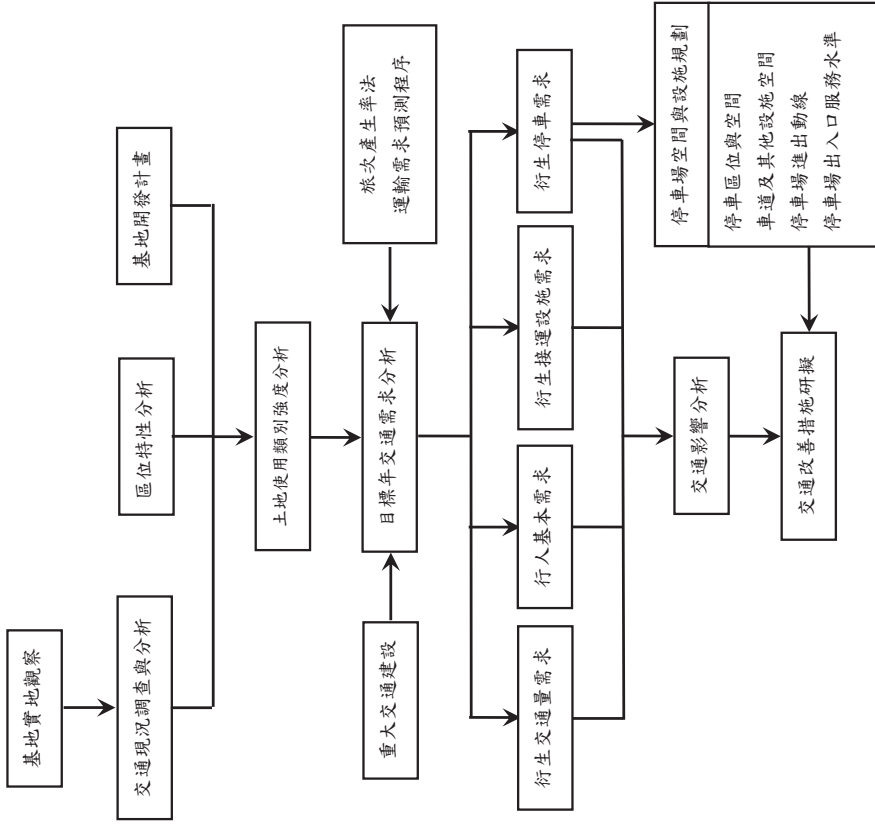 基地實地觀察
交通現況調查與分析
區位特性分析
基地開發計畫
土地使用類別強度分析
重大交通建設
目標年交通需求分析
旅次產生率法
運輸需求預測程序
衍生交通量需求
行人基本需求
衍生接運設施需求
衍生停車需求
停車場空間與設施規劃
停車區位與空間
車道及其他設施空間
停車場進出動線
停車場出入口服務水準
交通影響分析
交通改善措施研擬